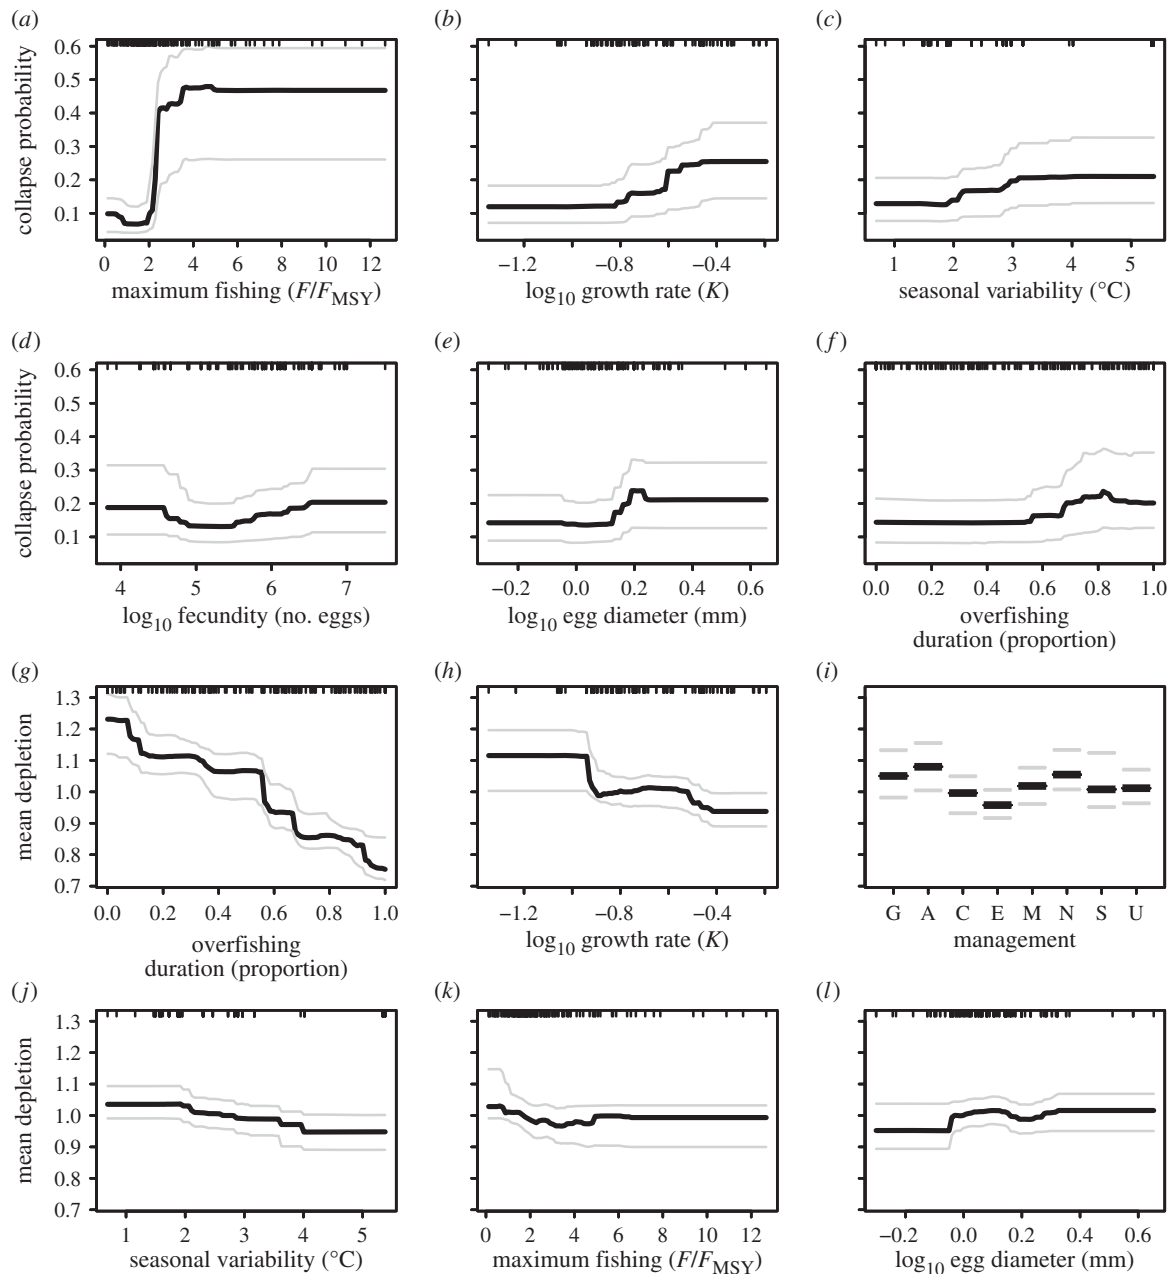 (a) (b) (c)
collapse probability
0.6
0.5
0.4
0.3
0.2
0.1
0 2 4 6 8 10 12 −1.2 −0.8 −0.4 1 2 3 4 5
maximum fishing (F/F_MSY) log₁₀ growth rate (K) seasonal variability (°C)
(d) (e) (f)
collapse probability
0.6
0.5
0.4
0.3
0.2
0.1
4 5 6 7 −0.2 0.0 0.2 0.4 0.6 0.0 0.2 0.4 0.6 0.8 1.0
log₁₀ fecundity (no. eggs) log₁₀ egg diameter (mm) overfishing
duration (proportion)
(g) (h) (i)
mean depletion
1.3
1.2
1.1
1.0
0.9
0.8
0.7
0.0 0.2 0.4 0.6 0.8 1.0 −1.2 −0.8 −0.4 G A C E M N S U
overfishing log₁₀ growth rate (K) management
duration (proportion)
(j) (k) (l)
mean depletion
1.3
1.2
1.1
1.0
0.9
0.8
0.7
1 2 3 4 5 0 2 4 6 8 10 12 −0.2 0.0 0.2 0.4 0.6
seasonal variability (°C) maximum fishing (F/F_MSY) log₁₀ egg diameter (mm)